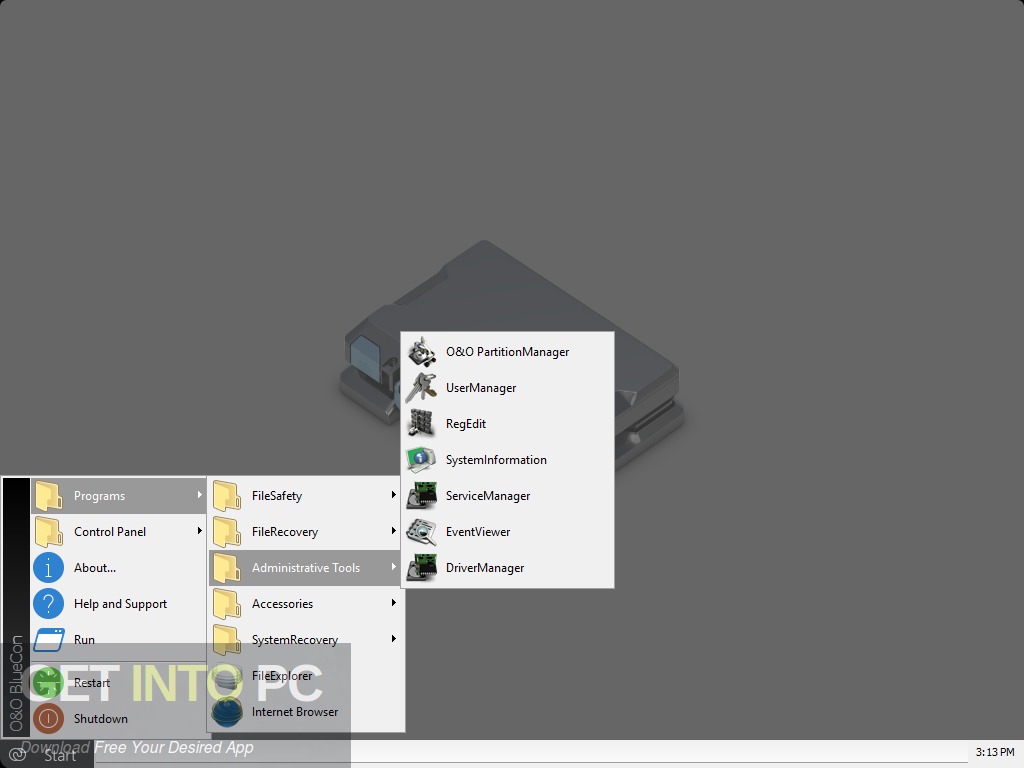 O&O PartitionManager
UserManager
RegEdit
SystemInformation
ServiceManager
EventViewer
DriverManager
Programs
Control Panel
About...
Help and Support
Run
Restart
Shutdown
FileSafety
FileRecovery
Administrative Tools
Accessories
SystemRecovery
FileExplorer
Internet Browser
O&O BlueCon
GET INTO PC
Download Free Your Desired App
Start
3:13 PM